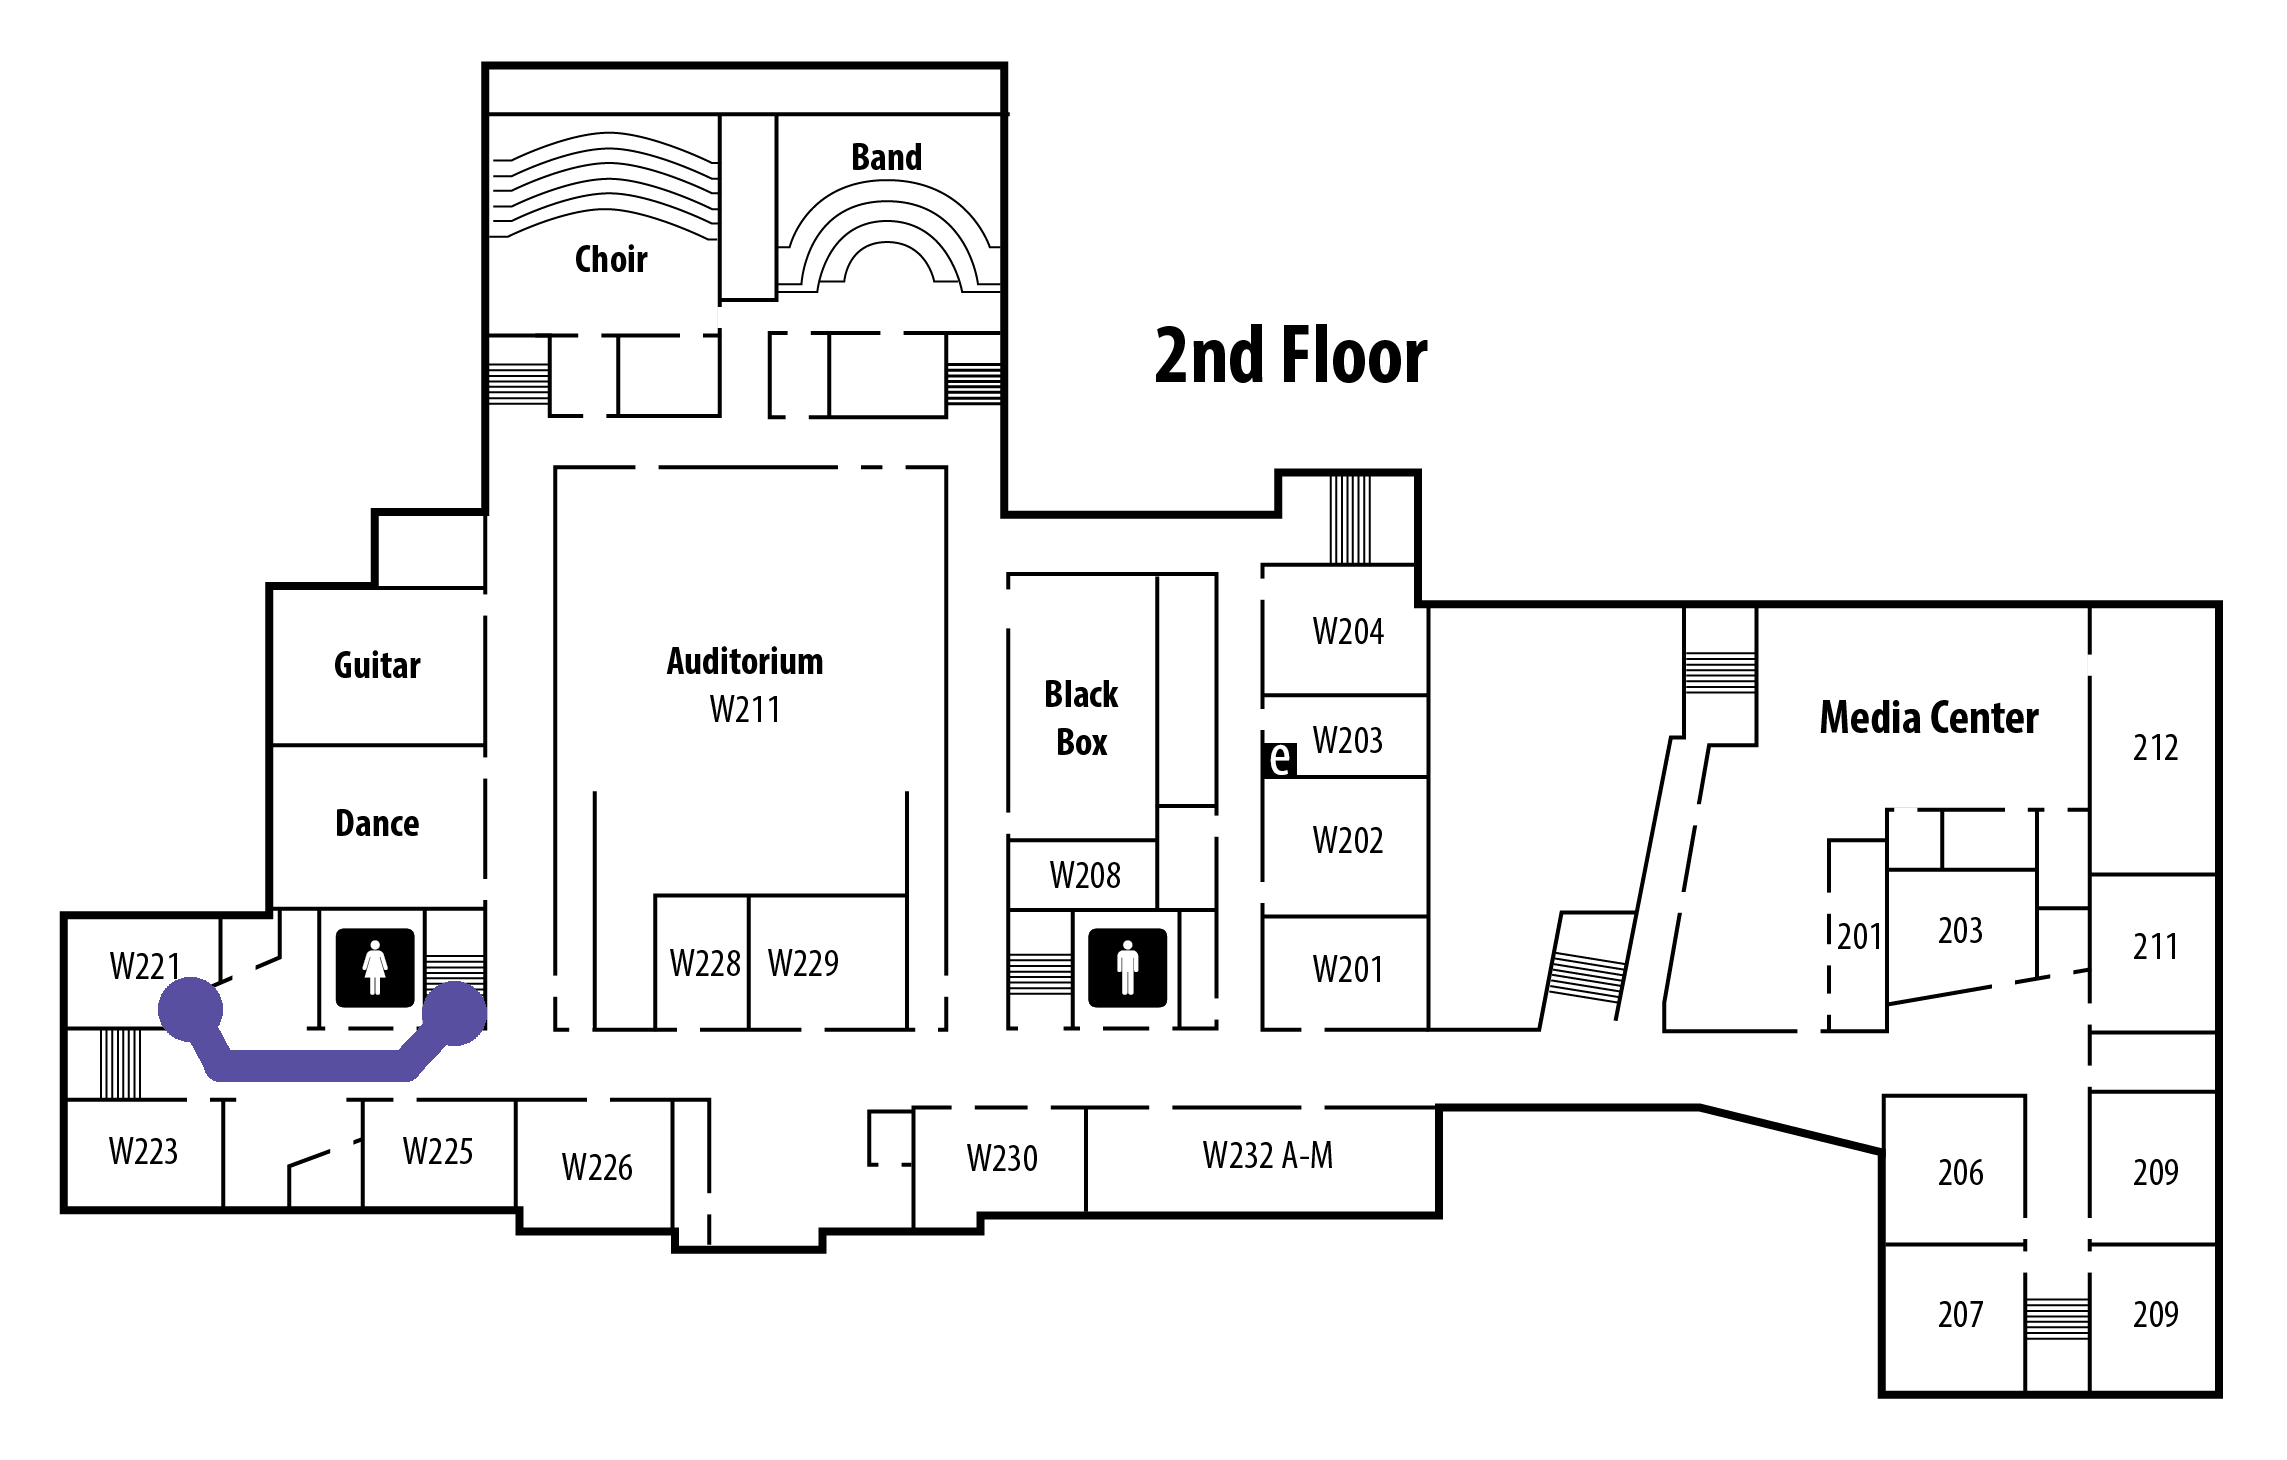 Band
Choir
2nd Floor
W204
Guitar
Auditorium
W211
Black
Box
W203
e
Media Center
212
Dance
W202
W208
201
203
211
W221
W228
W229
W201
W223
W225
W226
W230
W232 A-M
206
209
207
209